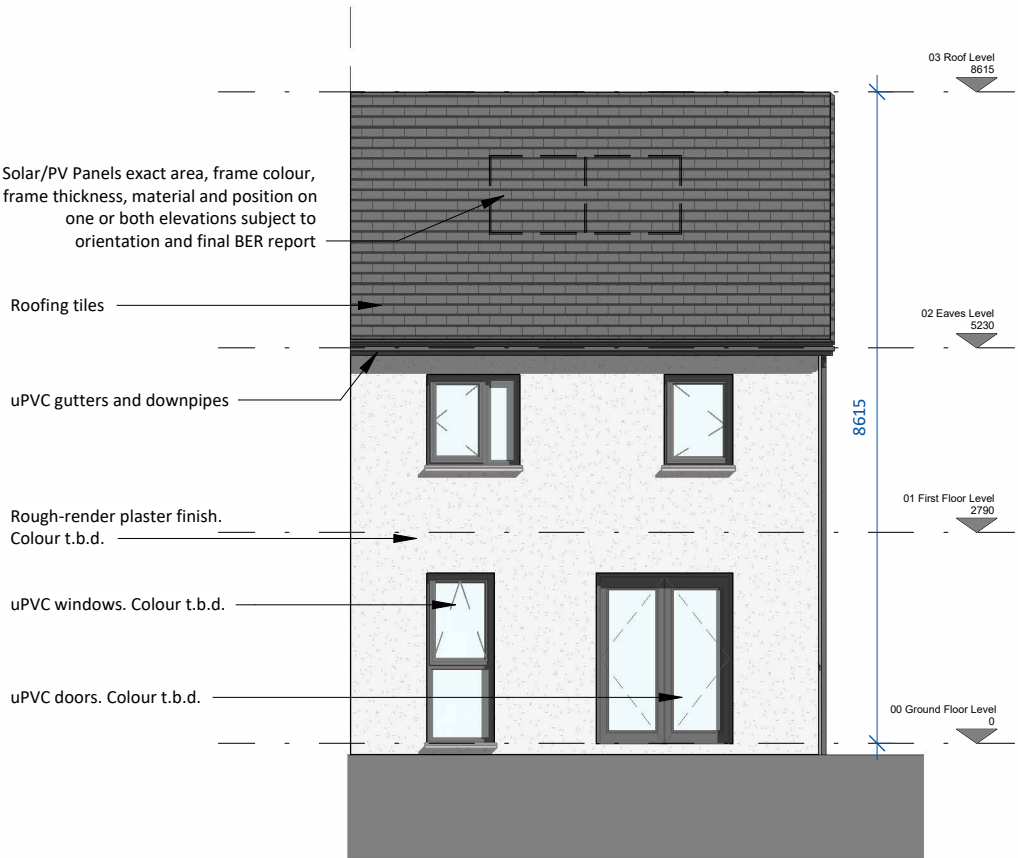 03 Roof Level
8615
Solar/PV Panels exact area, frame colour,
frame thickness, material and position on
one or both elevations subject to
orientation and final BER report
Roofing tiles
02 Eaves Level
5230
uPVC gutters and downpipes
8615
01 First Floor Level
2790
Rough-render plaster finish.
Colour t.b.d.
uPVC windows. Colour t.b.d.
uPVC doors. Colour t.b.d.
00 Ground Floor Level
0